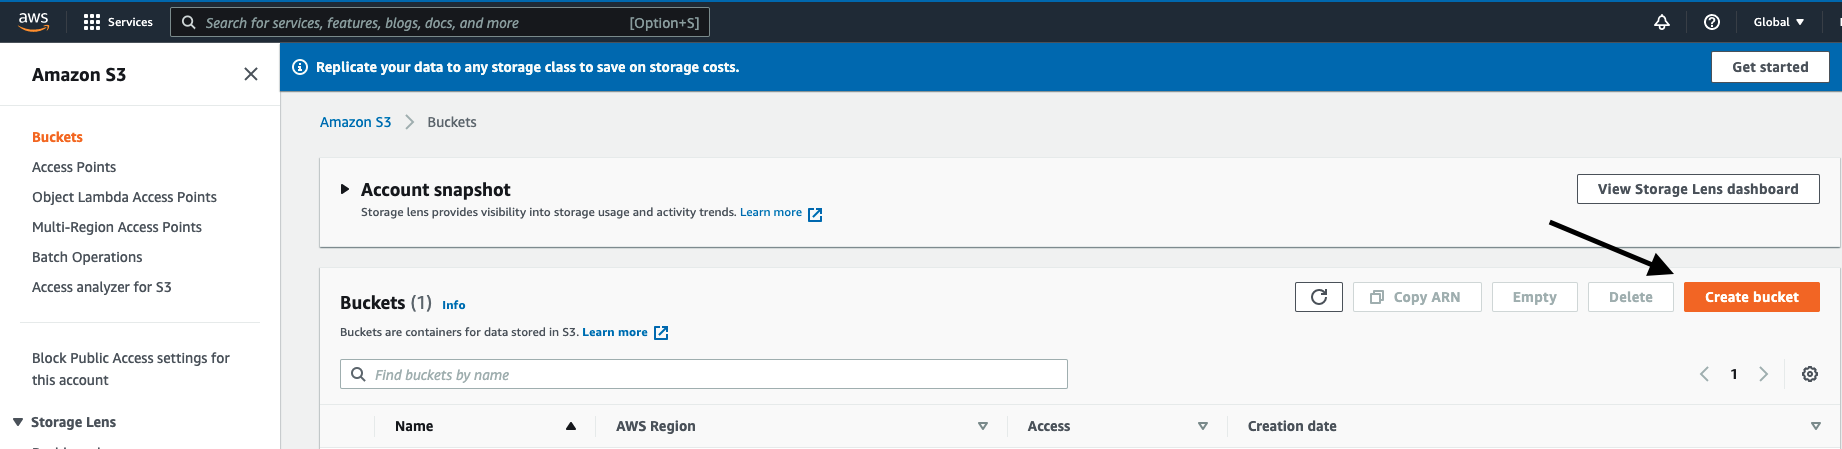 aws
Services
Search for services, features, blogs, docs, and more
[Option+S]
Global
Amazon S3
Replicate your data to any storage class to save on storage costs.
Get started
Buckets
Access Points
Object Lambda Access Points
Multi-Region Access Points
Batch Operations
Access analyzer for S3
Block Public Access settings for
this account
Storage Lens
Amazon S3 > Buckets
Account snapshot
Storage lens provides visibility into storage usage and activity trends. Learn more
View Storage Lens dashboard
Buckets (1) Info
Buckets are containers for data stored in S3. Learn more
Copy ARN
Empty
Delete
Create bucket
Find buckets by name
1
Name
AWS Region
Access
Creation date